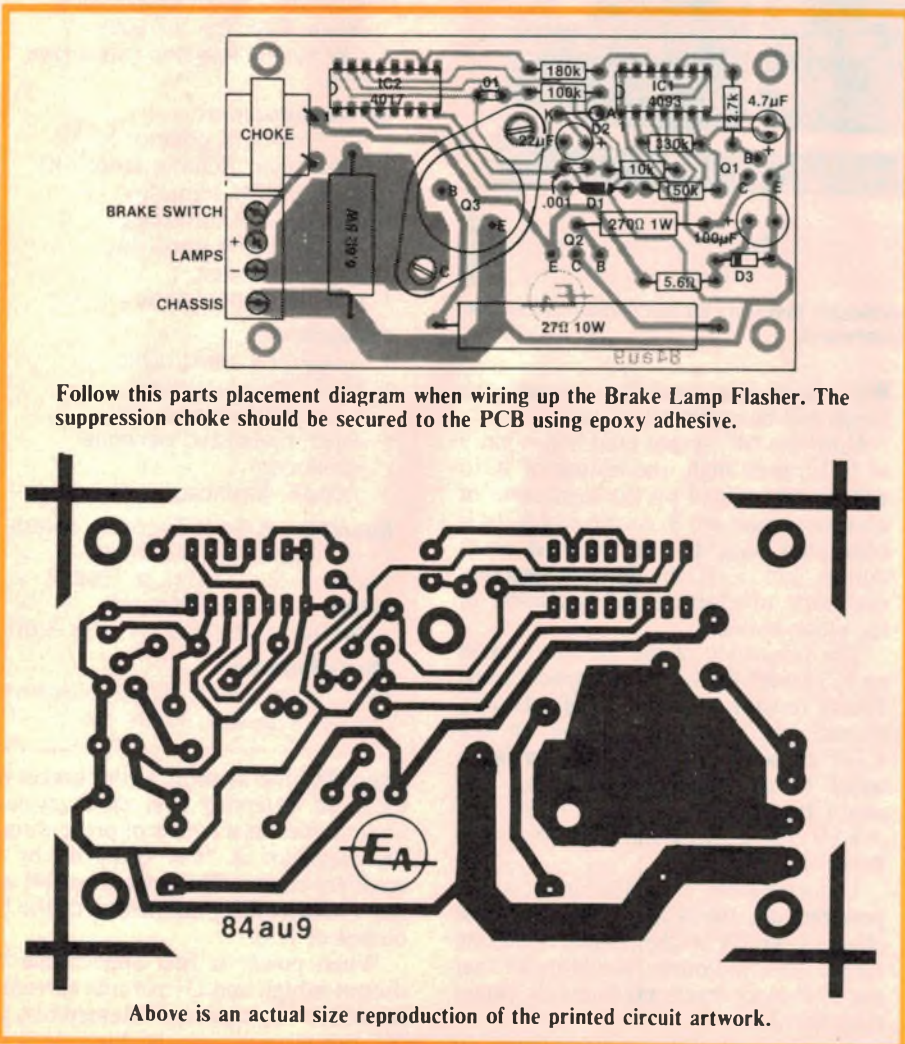 180k
IC2
4017
.01
100k
IC1
4093
2.7k
4.7µF
CHOKE
K
A
D2
+
22µF
330k
10k
Q1
B
C
E
BRAKE SWITCH
B
Q3
E
.001
D1
150k
+
LAMPS
-
270Ω 1W
+
100µF
Q2
E C B
C
5.6Ω
D3
CHASSIS
EA
27Ω 10W
84au9
Follow this parts placement diagram when wiring up the Brake Lamp Flasher. The
suppression choke should be secured to the PCB using epoxy adhesive.
EA
84au9
Above is an actual size reproduction of the printed circuit artwork.